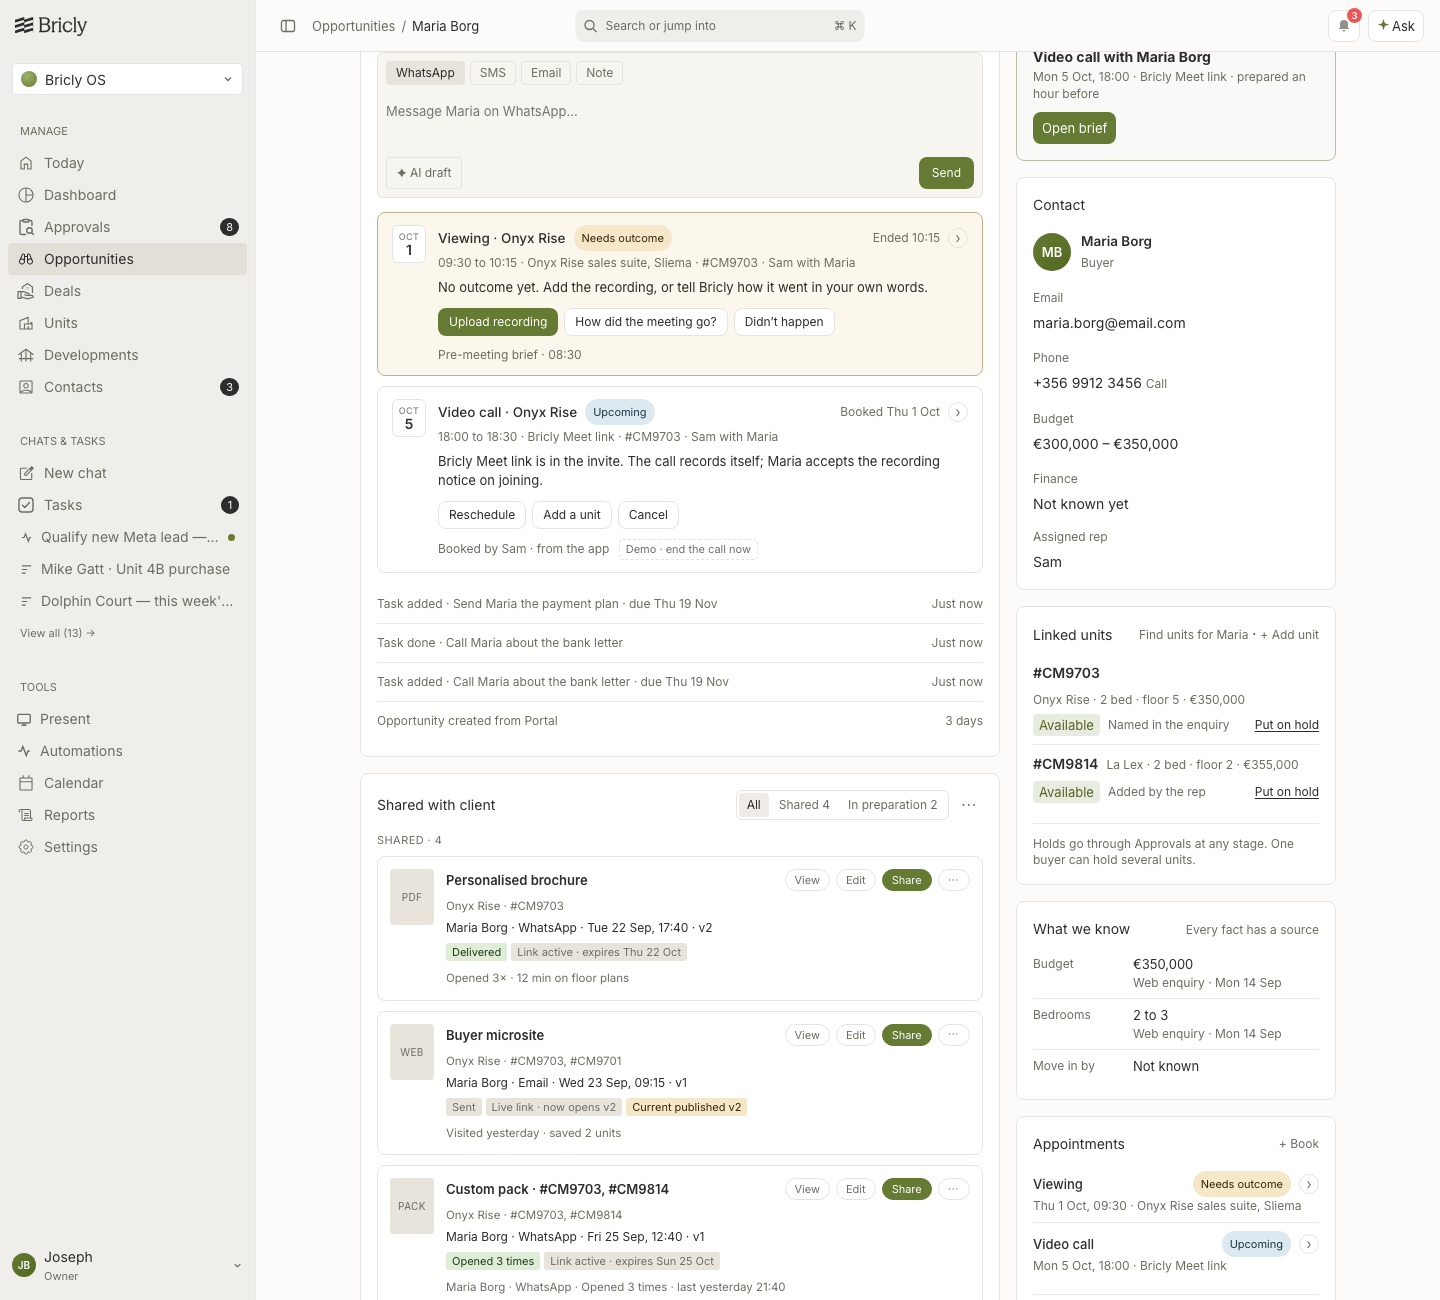 Bricly
Bricly OS
MANAGE
Today
Dashboard
Approvals 8
Opportunities
Deals
Units
Developments
Contacts 3
CHATS & TASKS
New chat
Tasks 1
Qualify new Meta lead —...
Mike Gatt · Unit 4B purchase
Dolphin Court — this week'...
View all (13) →
TOOLS
Present
Automations
Calendar
Reports
Settings
JB Joseph
Owner
Opportunities / Maria Borg
Search or jump into ⌘ K
3
Ask
WhatsApp SMS Email Note
Message Maria on WhatsApp...
AI draft Send
OCT 1
Viewing · Onyx Rise Needs outcome Ended 10:15
09:30 to 10:15 · Onyx Rise sales suite, Sliema · #CM9703 · Sam with Maria
No outcome yet. Add the recording, or tell Bricly how it went in your own words.
Upload recording How did the meeting go? Didn’t happen
Pre-meeting brief · 08:30
OCT 5
Video call · Onyx Rise Upcoming Booked Thu 1 Oct
18:00 to 18:30 · Bricly Meet link · #CM9703 · Sam with Maria
Bricly Meet link is in the invite. The call records itself; Maria accepts the recording
notice on joining.
Reschedule Add a unit Cancel
Booked by Sam · from the app Demo · end the call now
Task added · Send Maria the payment plan · due Thu 19 Nov Just now
Task done · Call Maria about the bank letter Just now
Task added · Call Maria about the bank letter · due Thu 19 Nov Just now
Opportunity created from Portal 3 days
Shared with client All Shared 4 In preparation 2 ···
SHARED · 4
PDF
Personalised brochure View Edit Share ···
Onyx Rise · #CM9703
Maria Borg · WhatsApp · Tue 22 Sep, 17:40 · v2
Delivered Link active · expires Thu 22 Oct
Opened 3× · 12 min on floor plans
WEB
Buyer microsite View Edit Share ···
Onyx Rise · #CM9703, #CM9701
Maria Borg · Email · Wed 23 Sep, 09:15 · v1
Sent Live link · now opens v2 Current published v2
Visited yesterday · saved 2 units
PACK
Custom pack · #CM9703, #CM9814 View Edit Share ···
Onyx Rise · #CM9703, #CM9814
Maria Borg · WhatsApp · Fri 25 Sep, 12:40 · v1
Opened 3 times Link active · expires Sun 25 Oct
Maria Borg · WhatsApp · Opened 3 times · last yesterday 21:40
Video call with Maria Borg
Mon 5 Oct, 18:00 · Bricly Meet link · prepared an
hour before
Open brief
Contact
MB Maria Borg
Buyer
Email
maria.borg@email.com
Phone
+356 9912 3456 Call
Budget
€300,000 – €350,000
Finance
Not known yet
Assigned rep
Sam
Linked units Find units for Maria · + Add unit
#CM9703
Onyx Rise · 2 bed · floor 5 · €350,000
Available Named in the enquiry Put on hold
#CM9814 La Lex · 2 bed · floor 2 · €355,000
Available Added by the rep Put on hold
Holds go through Approvals at any stage. One
buyer can hold several units.
What we know Every fact has a source
Budget €350,000
Web enquiry · Mon 14 Sep
Bedrooms 2 to 3
Web enquiry · Mon 14 Sep
Move in by Not known
Appointments + Book
Viewing Needs outcome
Thu 1 Oct, 09:30 · Onyx Rise sales suite, Sliema
Video call Upcoming
Mon 5 Oct, 18:00 · Bricly Meet link